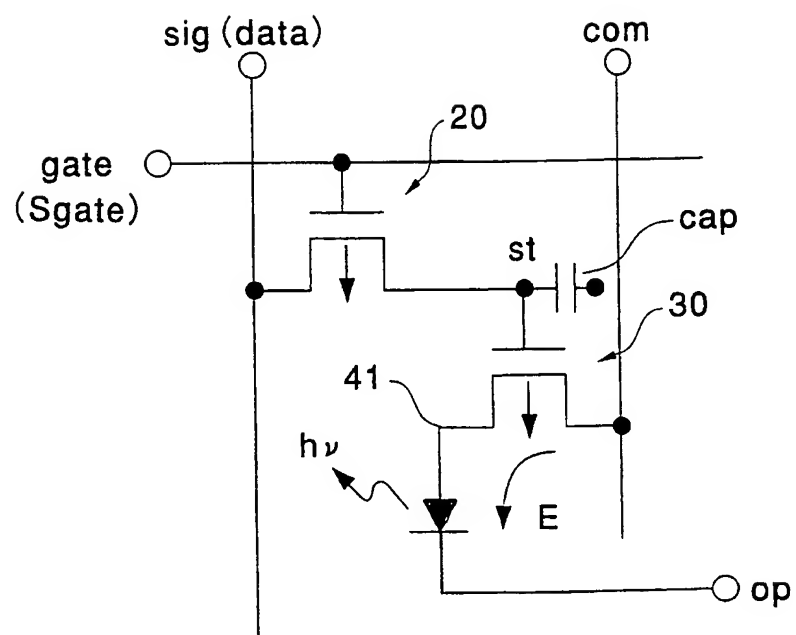 sig (data)
com
20
gate
(Sgate)
cap
st
30
41
hν
E
op